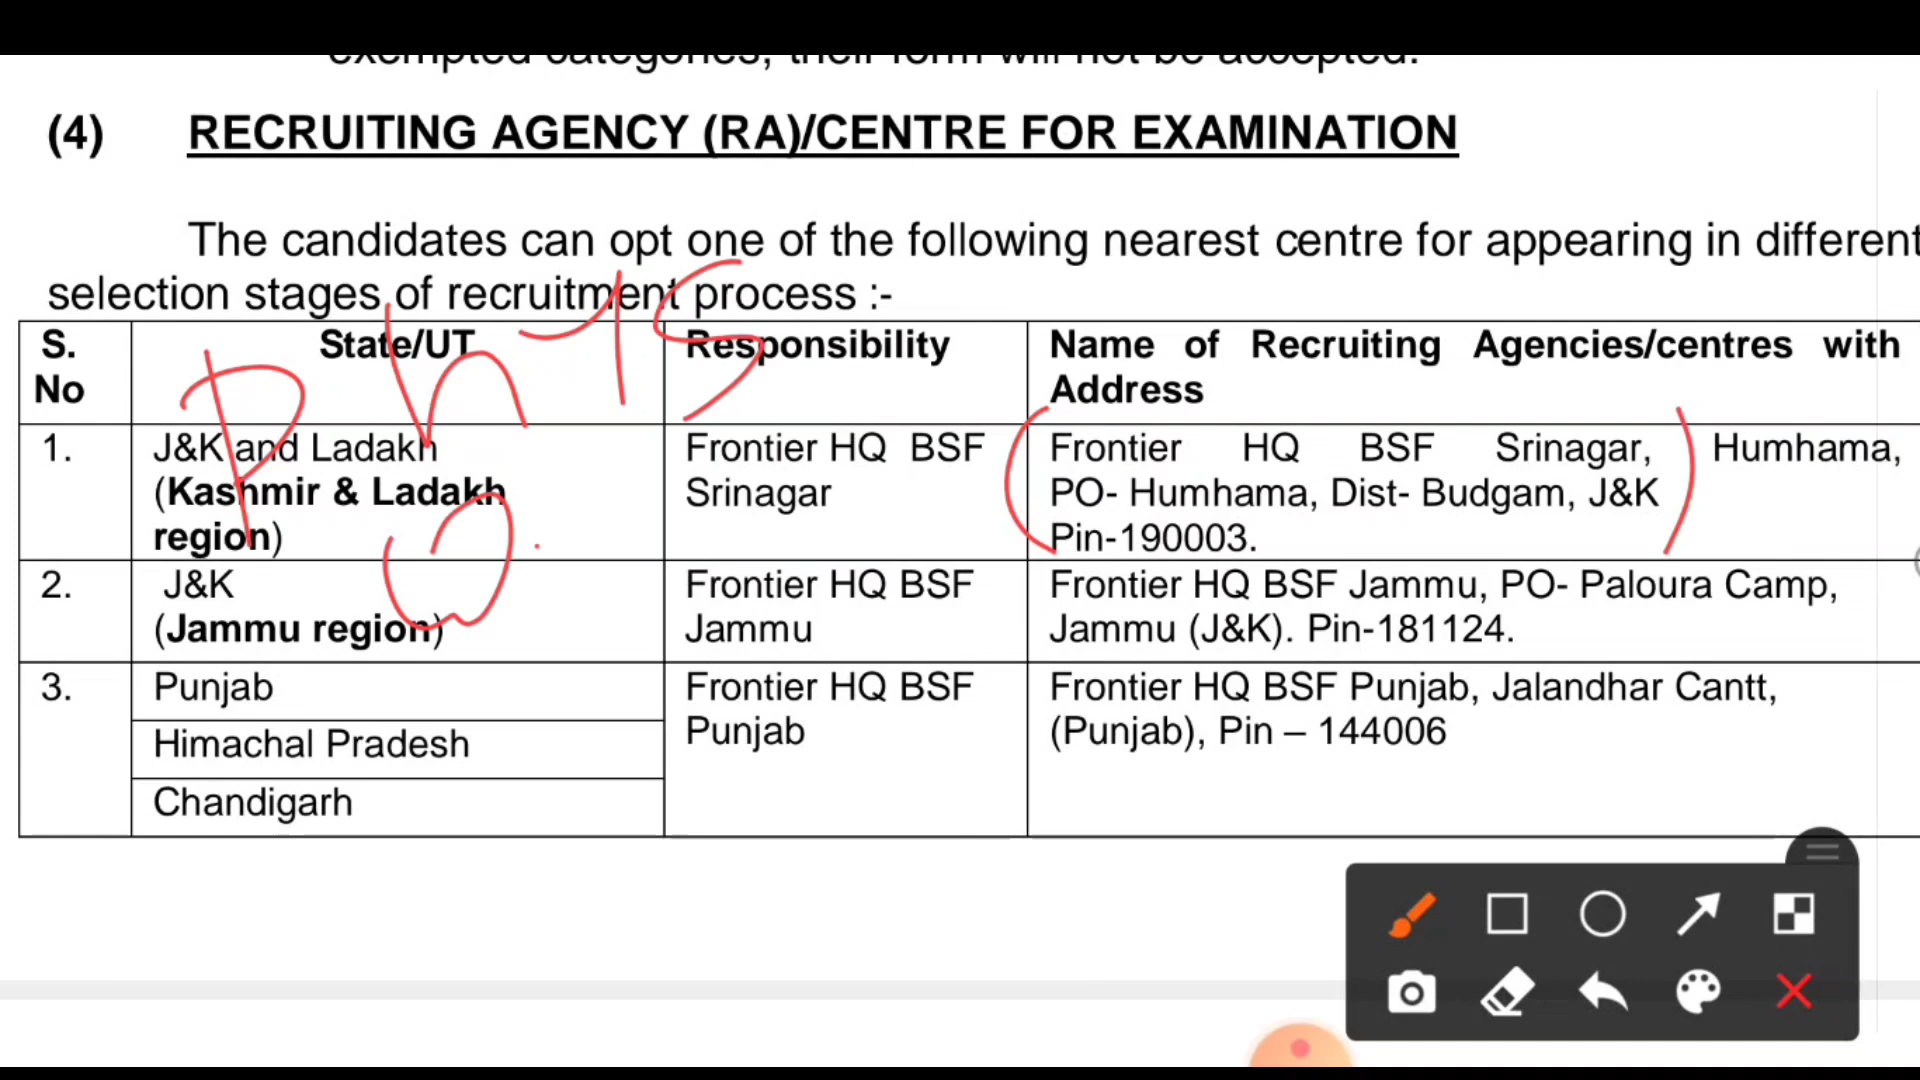 (4) RECRUITING AGENCY (RA)/CENTRE FOR EXAMINATION
The candidates can opt one of the following nearest centre for appearing in different
selection stages of recruitment process :-
S. No State/UT Responsibility Name of Recruiting Agencies/centres with Address
1. J&K and Ladakh (Kashmir & Ladakh region) Frontier HQ BSF Srinagar Frontier HQ BSF Srinagar, Humhama, PO- Humhama, Dist- Budgam, J&K Pin-190003.
2. J&K (Jammu region) Frontier HQ BSF Jammu Frontier HQ BSF Jammu, PO- Paloura Camp, Jammu (J&K). Pin-181124.
3. Punjab Frontier HQ BSF Punjab Frontier HQ BSF Punjab, Jalandhar Cantt, (Punjab), Pin – 144006
Himachal Pradesh
Chandigarh